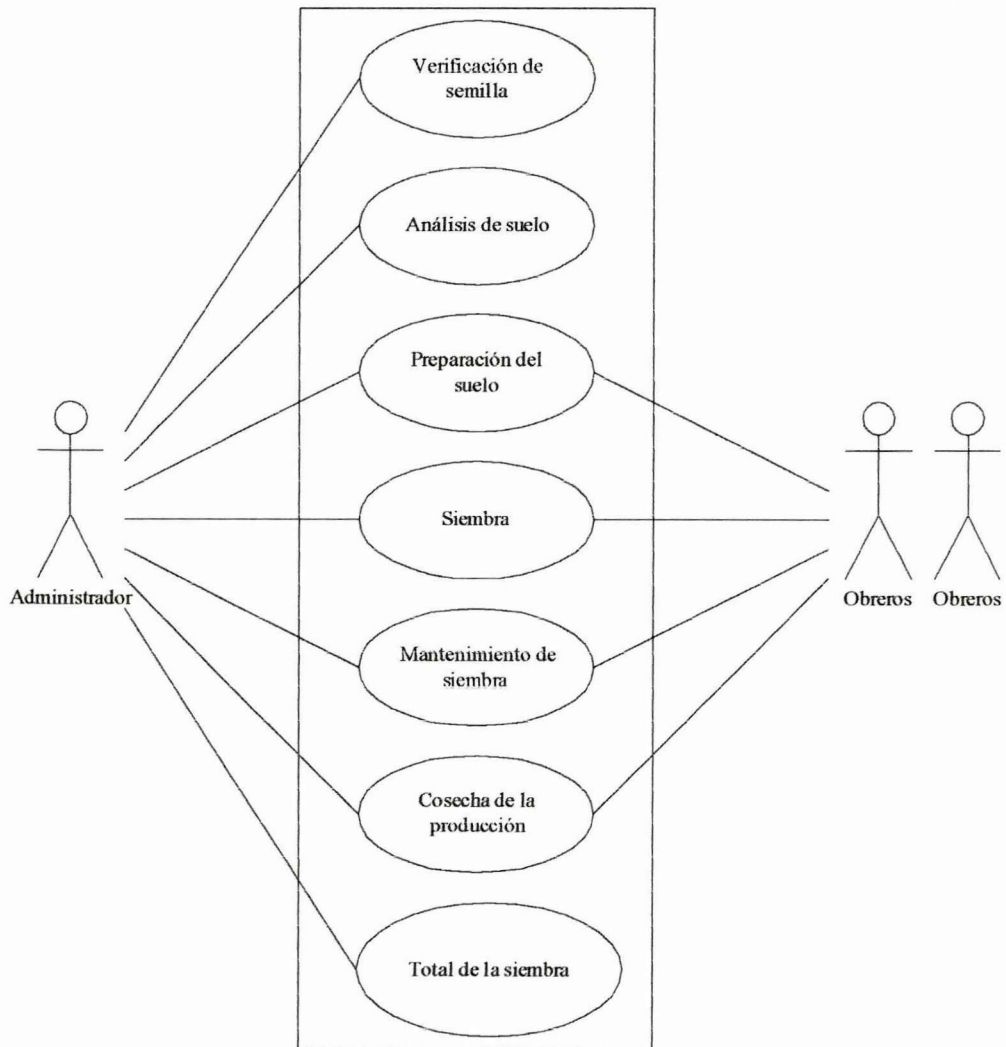 Verificación de
semilla
Análisis de suelo
Preparación del
suelo
Siembra
Administrador
Obreros
Obreros
Mantenimiento de
siembra
Cosecha de la
producción
Total de la siembra